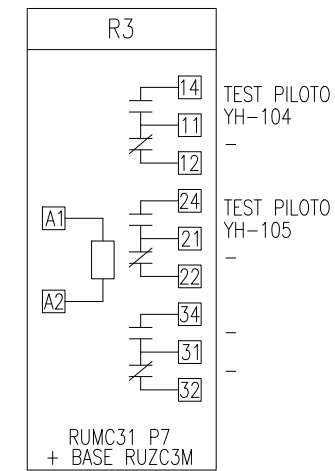 R3
14
TEST PILOTO
11
YH-104
12
-
24
TEST PILOTO
A1
21
YH-105
22
-
A2
34
-
31
-
32
RUMC31 P7
+ BASE RUZC3M